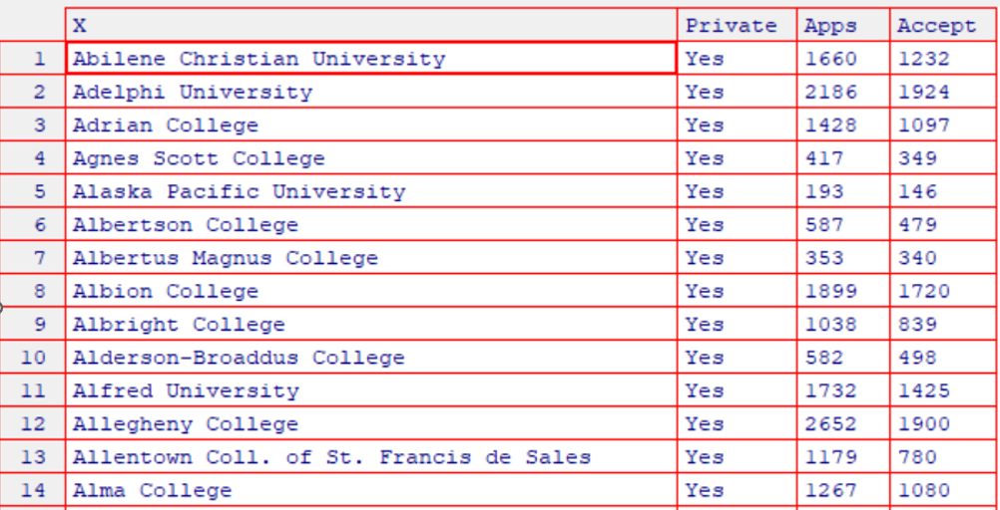 X Private Apps Accept
1 Abilene Christian University Yes 1660 1232
2 Adelphi University Yes 2186 1924
3 Adrian College Yes 1428 1097
4 Agnes Scott College Yes 417 349
5 Alaska Pacific University Yes 193 146
6 Albertson College Yes 587 479
7 Albertus Magnus College Yes 353 340
8 Albion College Yes 1899 1720
9 Albright College Yes 1038 839
10 Alderson-Broaddus College Yes 582 498
11 Alfred University Yes 1732 1425
12 Allegheny College Yes 2652 1900
13 Allentown Coll. of St. Francis de Sales Yes 1179 780
14 Alma College Yes 1267 1080